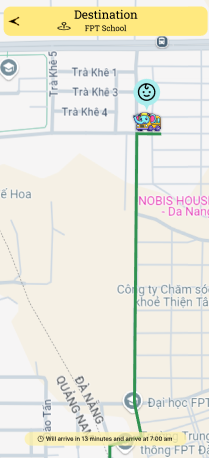 Destination
FPT School
Trà Khê 5
Trà Khê 1
Trà Khê 3
Trà Khê 4
ế Hoa
NOBIS HOUS
- Da Nang
Công ty Chăm sóc
khoẻ Thiện Tâ
ĐÀ NẴNG
QUẢNG NAM
Đại học FPT
Trung
thông FPT Đà
Will arrive in 13 minutes and arrive at 7:00 am